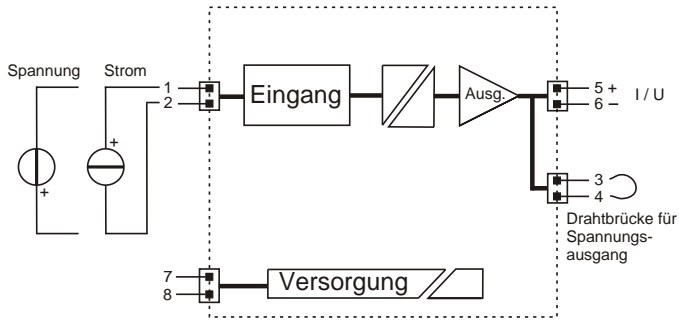 Spannung
Strom
1
2
+
+
Eingang
Ausg.
5 +
6 –
I / U
3
4
Drahtbrücke für
Spannungs-
ausgang
7
8
Versorgung